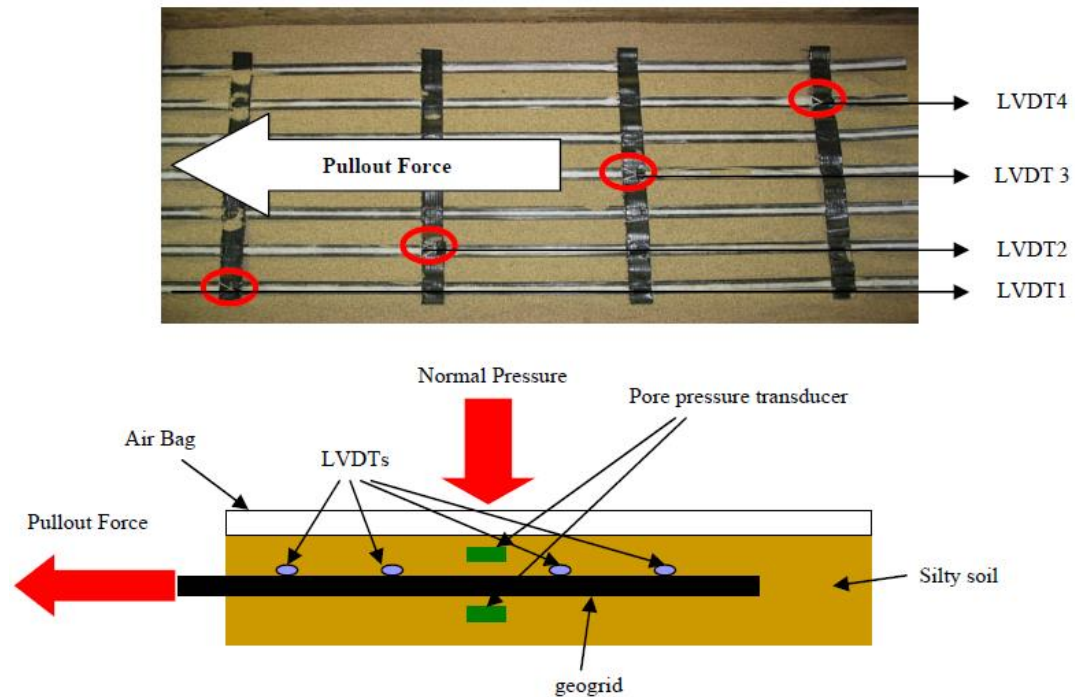 LVDT4
Pullout Force
LVDT 3
LVDT2
LVDT1
Normal Pressure
Pore pressure transducer
Air Bag
LVDTs
Pullout Force
Silty soil
geogrid